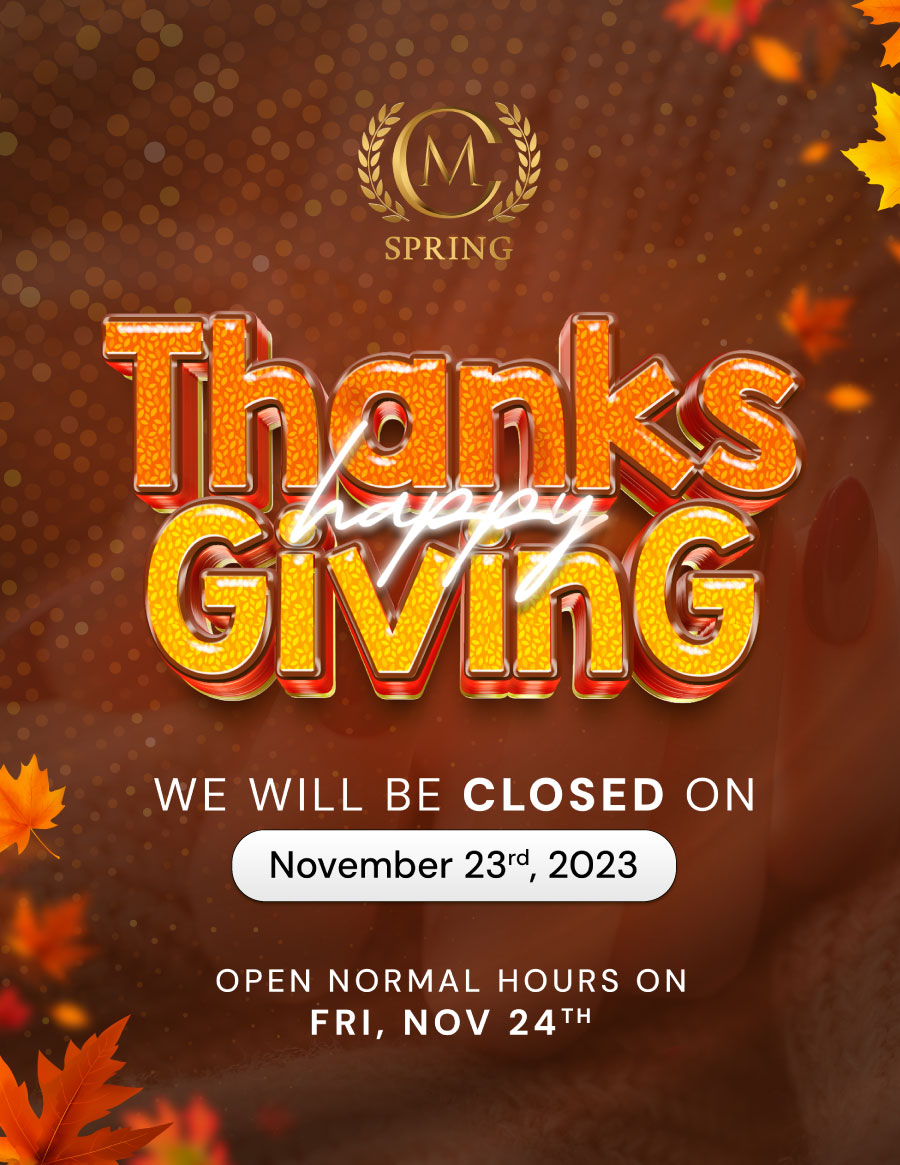 CM
SPRING
Thanks
happy
GivinG
WE WILL BE CLOSED ON
November 23rd, 2023
OPEN NORMAL HOURS ON
FRI, NOV 24TH